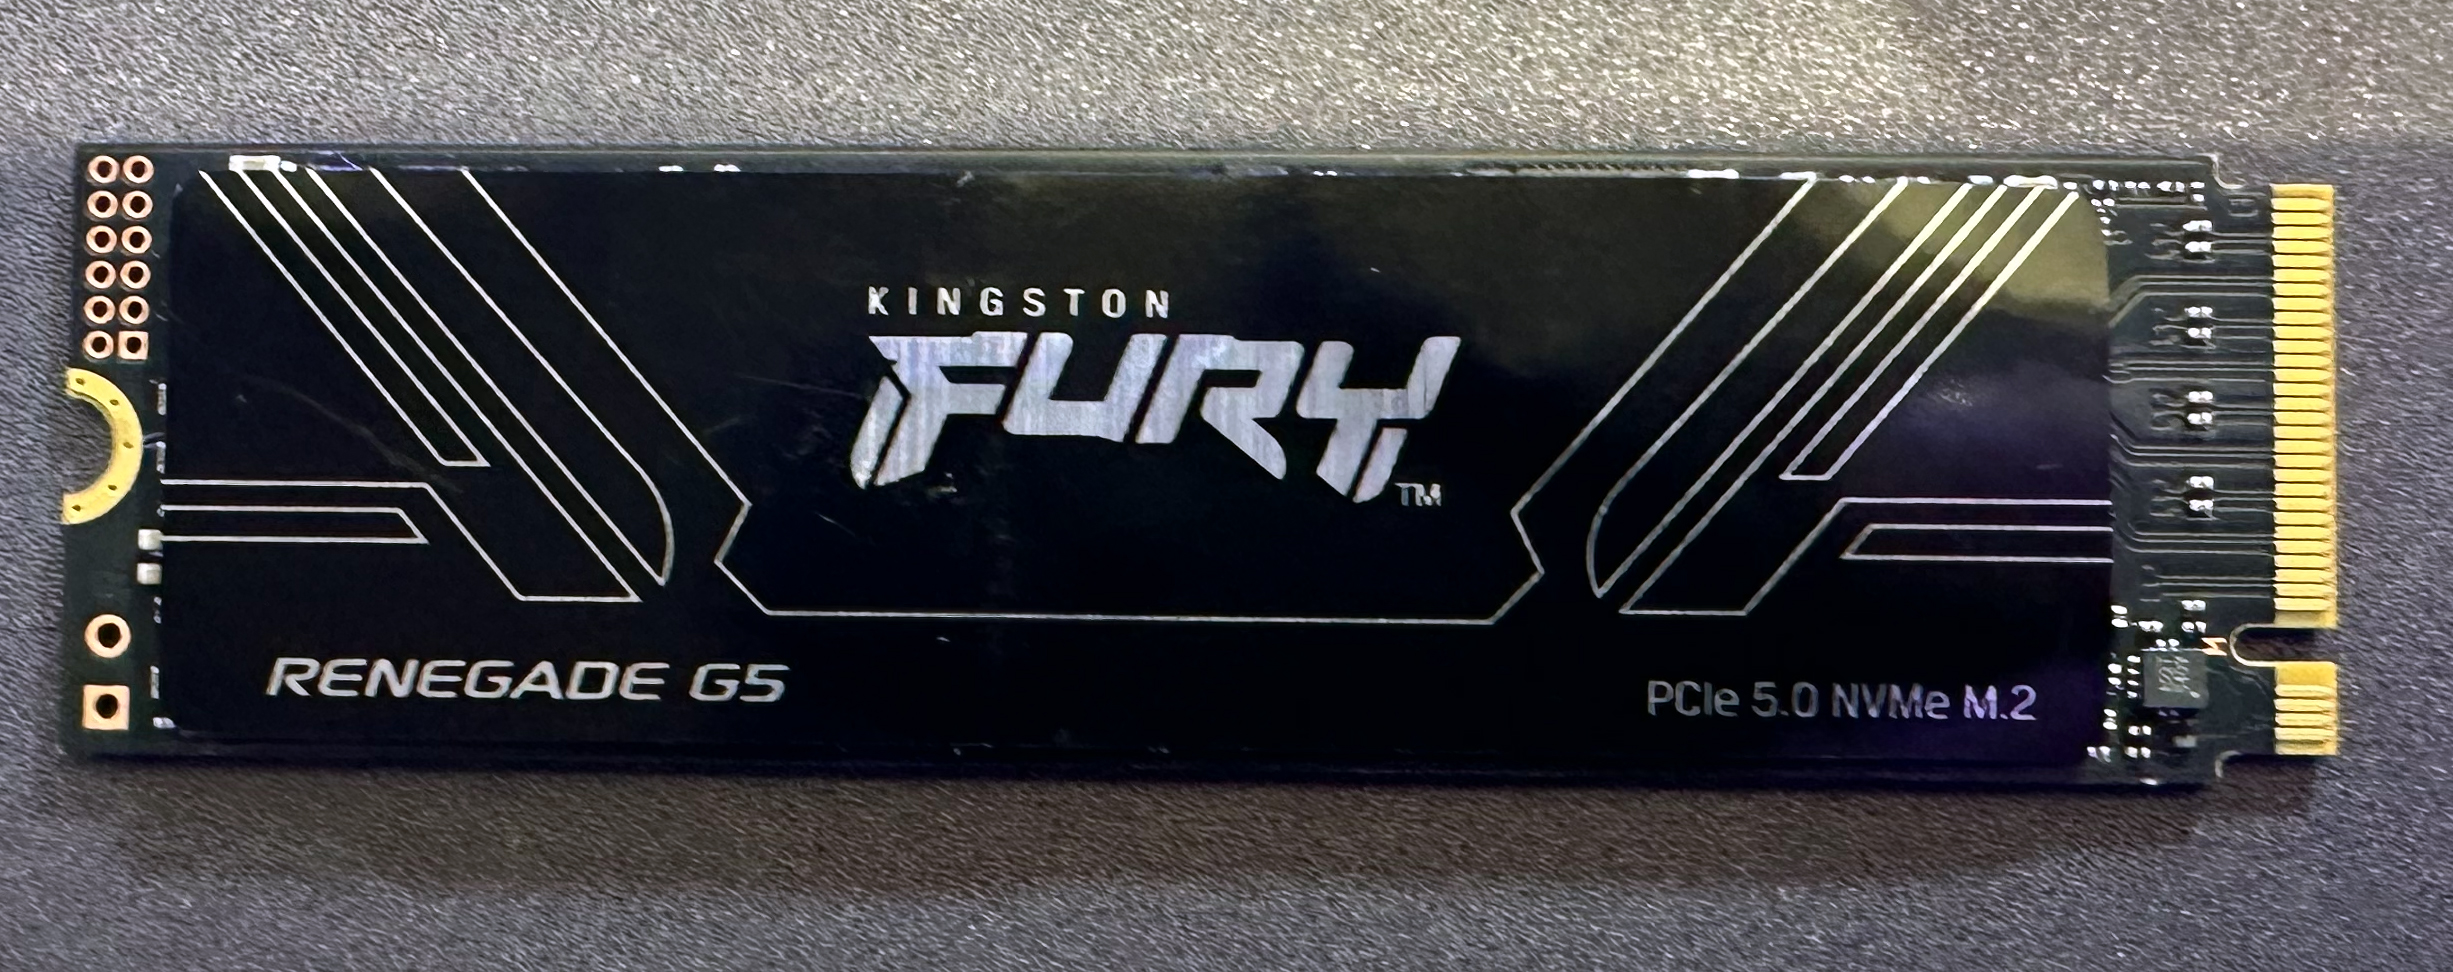 KINGSTON
FURY
TM
RENEGADE G5
PCIe 5.0 NVMe M.2